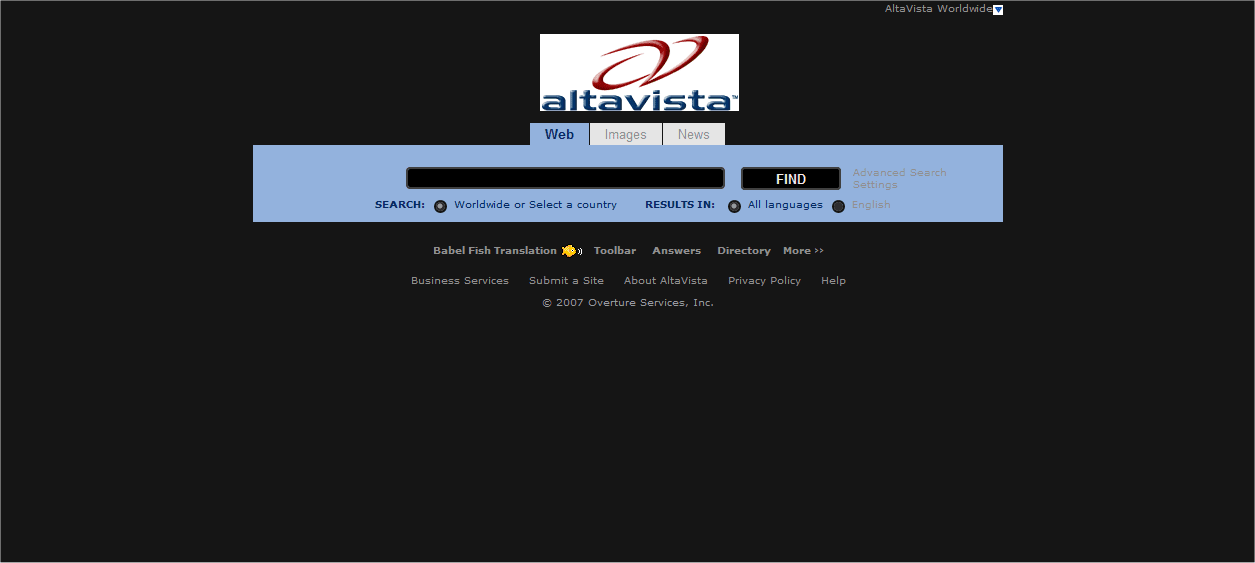 AltaVista Worldwide
altavista™
Web Images News
FIND
Advanced Search
Settings
SEARCH: Worldwide or Select a country RESULTS IN: All languages English
Babel Fish Translation Toolbar Answers Directory More >>
Business Services Submit a Site About AltaVista Privacy Policy Help
© 2007 Overture Services, Inc.